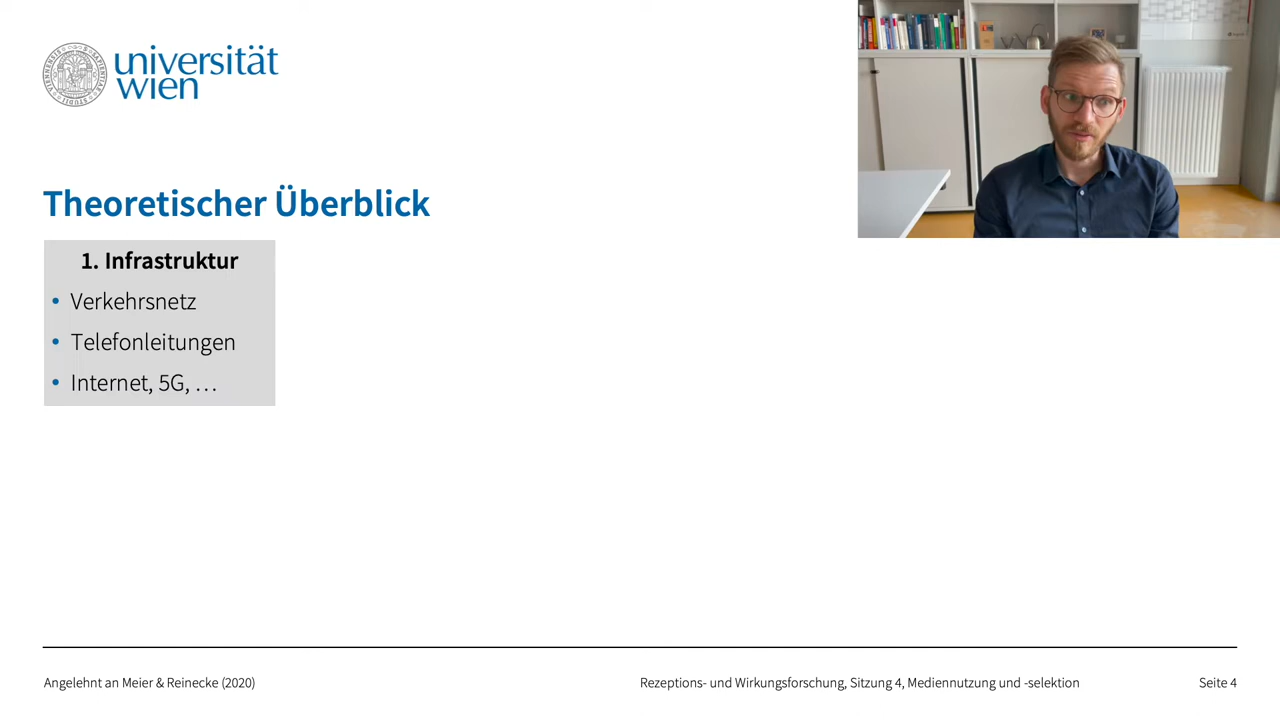 universität
wien
Theoretischer Überblick
1. Infrastruktur
• Verkehrsnetz
• Telefonleitungen
• Internet, 5G, …
Angelehnt an Meier & Reinecke (2020)
Rezeptions- und Wirkungsforschung, Sitzung 4, Mediennutzung und -selektion
Seite 4